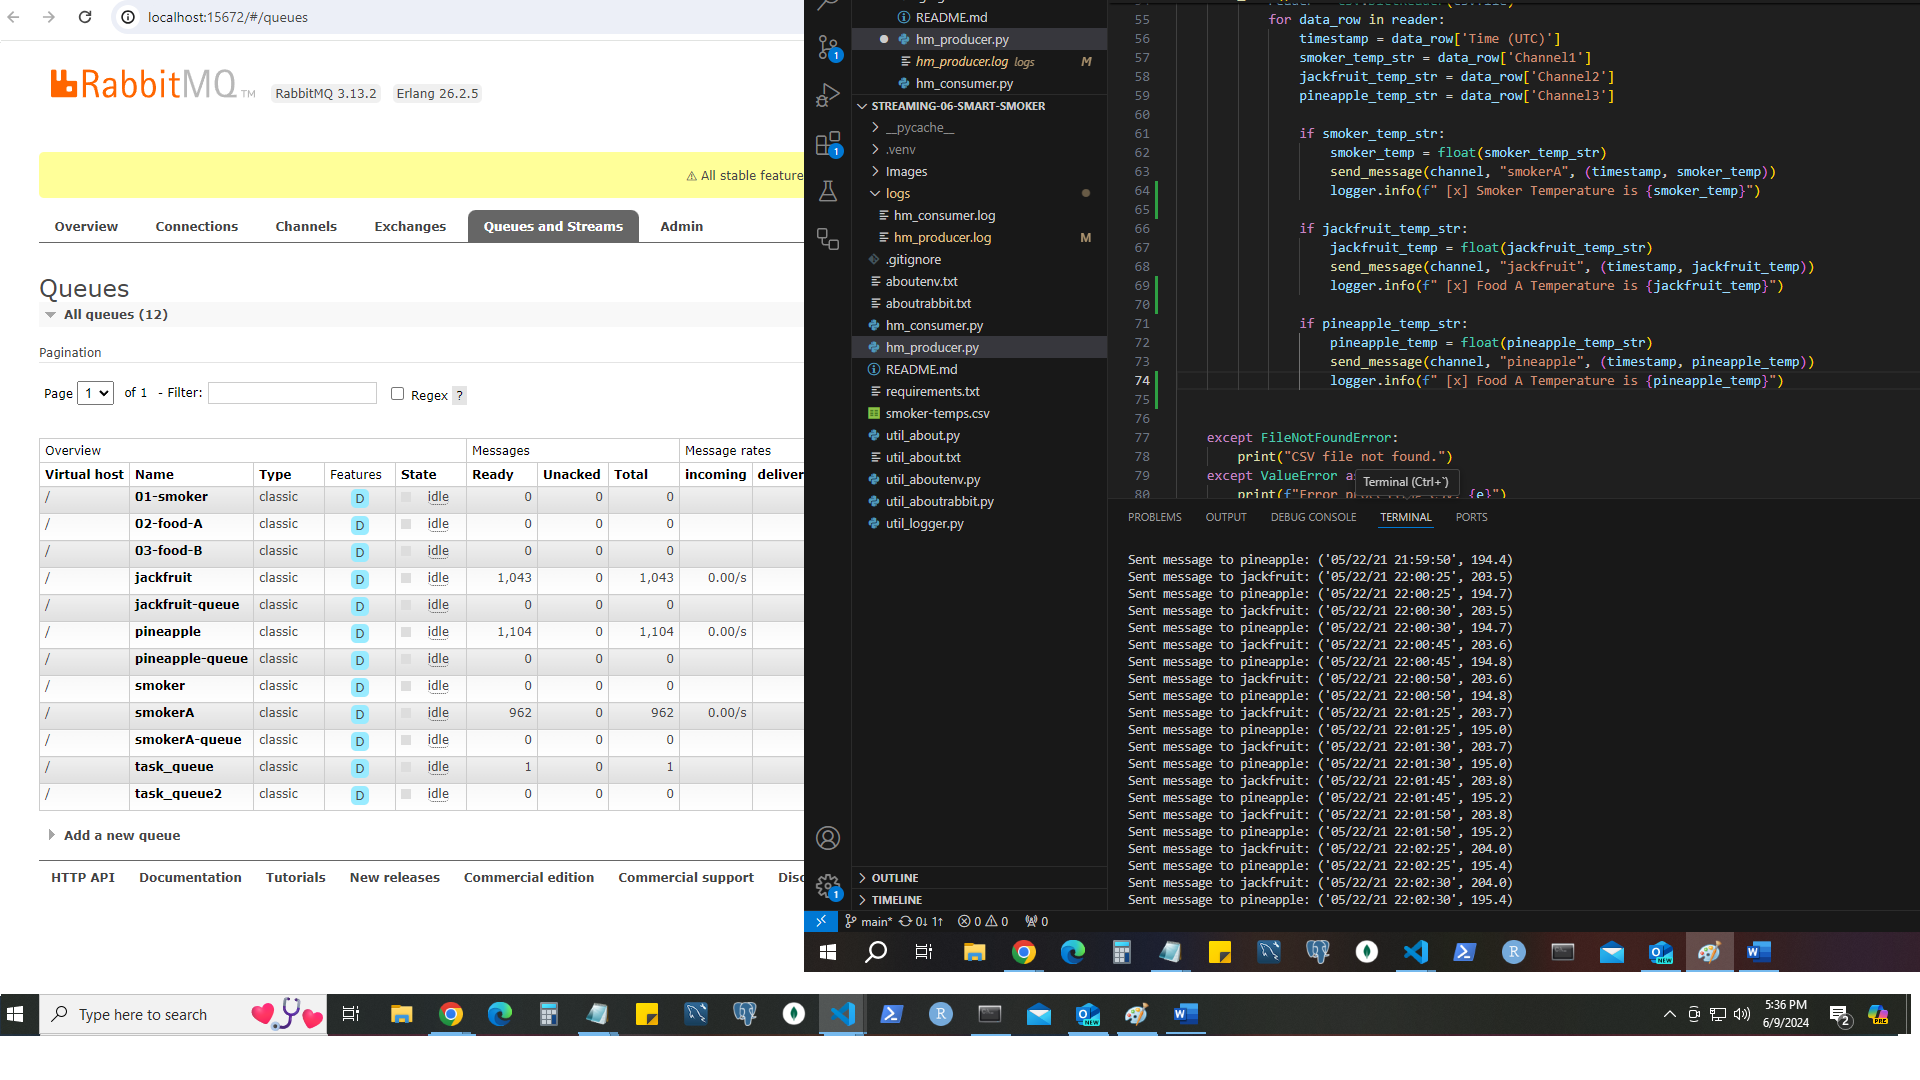 localhost:15672/#/queues
RabbitMQ TM RabbitMQ 3.13.2 Erlang 26.2.5
⚠ All stable feature
Overview Connections Channels Exchanges Queues and Streams Admin
Queues
All queues (12)
Pagination
Page 1 of 1 - Filter: Regex ?
Overview Messages Message rates
Virtual host Name Type Features State Ready Unacked Total incoming deliver
/ 01-smoker classic D idle 0 0 0
/ 02-food-A classic D idle 0 0 0
/ 03-food-B classic D idle 0 0 0
/ jackfruit classic D idle 1,043 0 1,043 0.00/s
/ jackfruit-queue classic D idle 0 0 0
/ pineapple classic D idle 1,104 0 1,104 0.00/s
/ pineapple-queue classic D idle 0 0 0
/ smoker classic D idle 0 0 0
/ smokerA classic D idle 962 0 962 0.00/s
/ smokerA-queue classic D idle 0 0 0
/ task_queue classic D idle 1 0 1
/ task_queue2 classic D idle 0 0 0
Add a new queue
HTTP API Documentation Tutorials New releases Commercial edition Commercial support Disc
README.md
hm_producer.py
hm_producer.log logs M
hm_consumer.py
STREAMING-06-SMART-SMOKER
__pycache__
.venv
Images
logs
hm_consumer.log
hm_producer.log M
.gitignore
aboutenv.txt
aboutrabbit.txt
hm_consumer.py
hm_producer.py
README.md
requirements.txt
smoker-temps.csv
util_about.py
util_about.txt
util_aboutenv.py
util_aboutrabbit.py
util_logger.py
OUTLINE
TIMELINE
1
1
1
55 for data_row in reader:
56 timestamp = data_row['Time (UTC)']
57 smoker_temp_str = data_row['Channel1']
58 jackfruit_temp_str = data_row['Channel2']
59 pineapple_temp_str = data_row['Channel3']
60
61 if smoker_temp_str:
62 smoker_temp = float(smoker_temp_str)
63 send_message(channel, "smokerA", (timestamp, smoker_temp))
64 logger.info(f" [x] Smoker Temperature is {smoker_temp}")
65
66 if jackfruit_temp_str:
67 jackfruit_temp = float(jackfruit_temp_str)
68 send_message(channel, "jackfruit", (timestamp, jackfruit_temp))
69 logger.info(f" [x] Food A Temperature is {jackfruit_temp}")
70
71 if pineapple_temp_str:
72 pineapple_temp = float(pineapple_temp_str)
73 send_message(channel, "pineapple", (timestamp, pineapple_temp))
74 logger.info(f" [x] Food A Temperature is {pineapple_temp}")
75
76
77 except FileNotFoundError:
78 print("CSV file not found.")
79 except ValueError as
80 print(f"Error {e}")
Terminal (Ctrl+`)
PROBLEMS OUTPUT DEBUG CONSOLE TERMINAL PORTS
Sent message to pineapple: ('05/22/21 21:59:50', 194.4)
Sent message to jackfruit: ('05/22/21 22:00:25', 203.5)
Sent message to pineapple: ('05/22/21 22:00:25', 194.7)
Sent message to jackfruit: ('05/22/21 22:00:30', 203.5)
Sent message to pineapple: ('05/22/21 22:00:30', 194.7)
Sent message to jackfruit: ('05/22/21 22:00:45', 203.6)
Sent message to pineapple: ('05/22/21 22:00:45', 194.8)
Sent message to jackfruit: ('05/22/21 22:00:50', 203.6)
Sent message to pineapple: ('05/22/21 22:00:50', 194.8)
Sent message to jackfruit: ('05/22/21 22:01:25', 203.7)
Sent message to pineapple: ('05/22/21 22:01:25', 195.0)
Sent message to jackfruit: ('05/22/21 22:01:30', 203.7)
Sent message to pineapple: ('05/22/21 22:01:30', 195.0)
Sent message to jackfruit: ('05/22/21 22:01:45', 203.8)
Sent message to pineapple: ('05/22/21 22:01:45', 195.2)
Sent message to jackfruit: ('05/22/21 22:01:50', 203.8)
Sent message to pineapple: ('05/22/21 22:01:50', 195.2)
Sent message to jackfruit: ('05/22/21 22:02:25', 204.0)
Sent message to pineapple: ('05/22/21 22:02:25', 195.4)
Sent message to jackfruit: ('05/22/21 22:02:30', 204.0)
Sent message to pineapple: ('05/22/21 22:02:30', 195.4)
main* 0↓ 1↑ 0 0 0
Type here to search
5:36 PM
6/9/2024
2